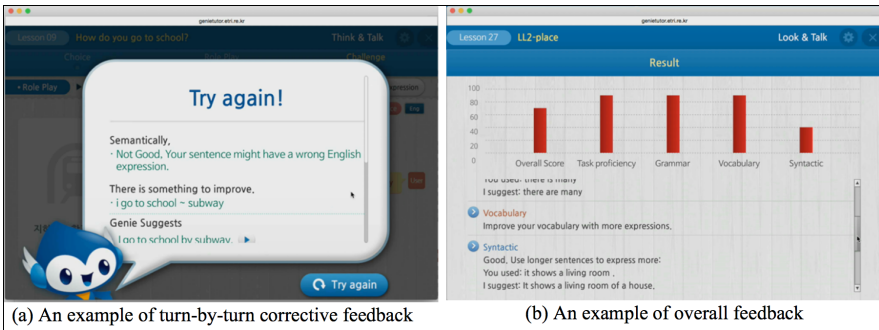 genietutor.etri.re.kr
Lesson 09 How do you go to school? Think & Talk
Choice Role Play Challenge
• Role Play
Try again!
Semantically,
· Not Good. Your sentence might have a wrong English
expression.
There is something to improve.
· i go to school ~ subway
Genie Suggests
I go to school by subway.
Try again
(a) An example of turn-by-turn corrective feedback
genietutor.etri.re.kr
Lesson 27 LL2-place Look & Talk
Result
100
80
60
40
20
0
Overall Score Task proficiency Grammar Vocabulary Syntactic
You used: there is many
I suggest: there are many
Vocabulary
Improve your vocabulary with more expressions.
Syntactic
Good. Use longer sentences to express more:
You used: it shows a living room .
I suggest: It shows a living room of a house.
(b) An example of overall feedback